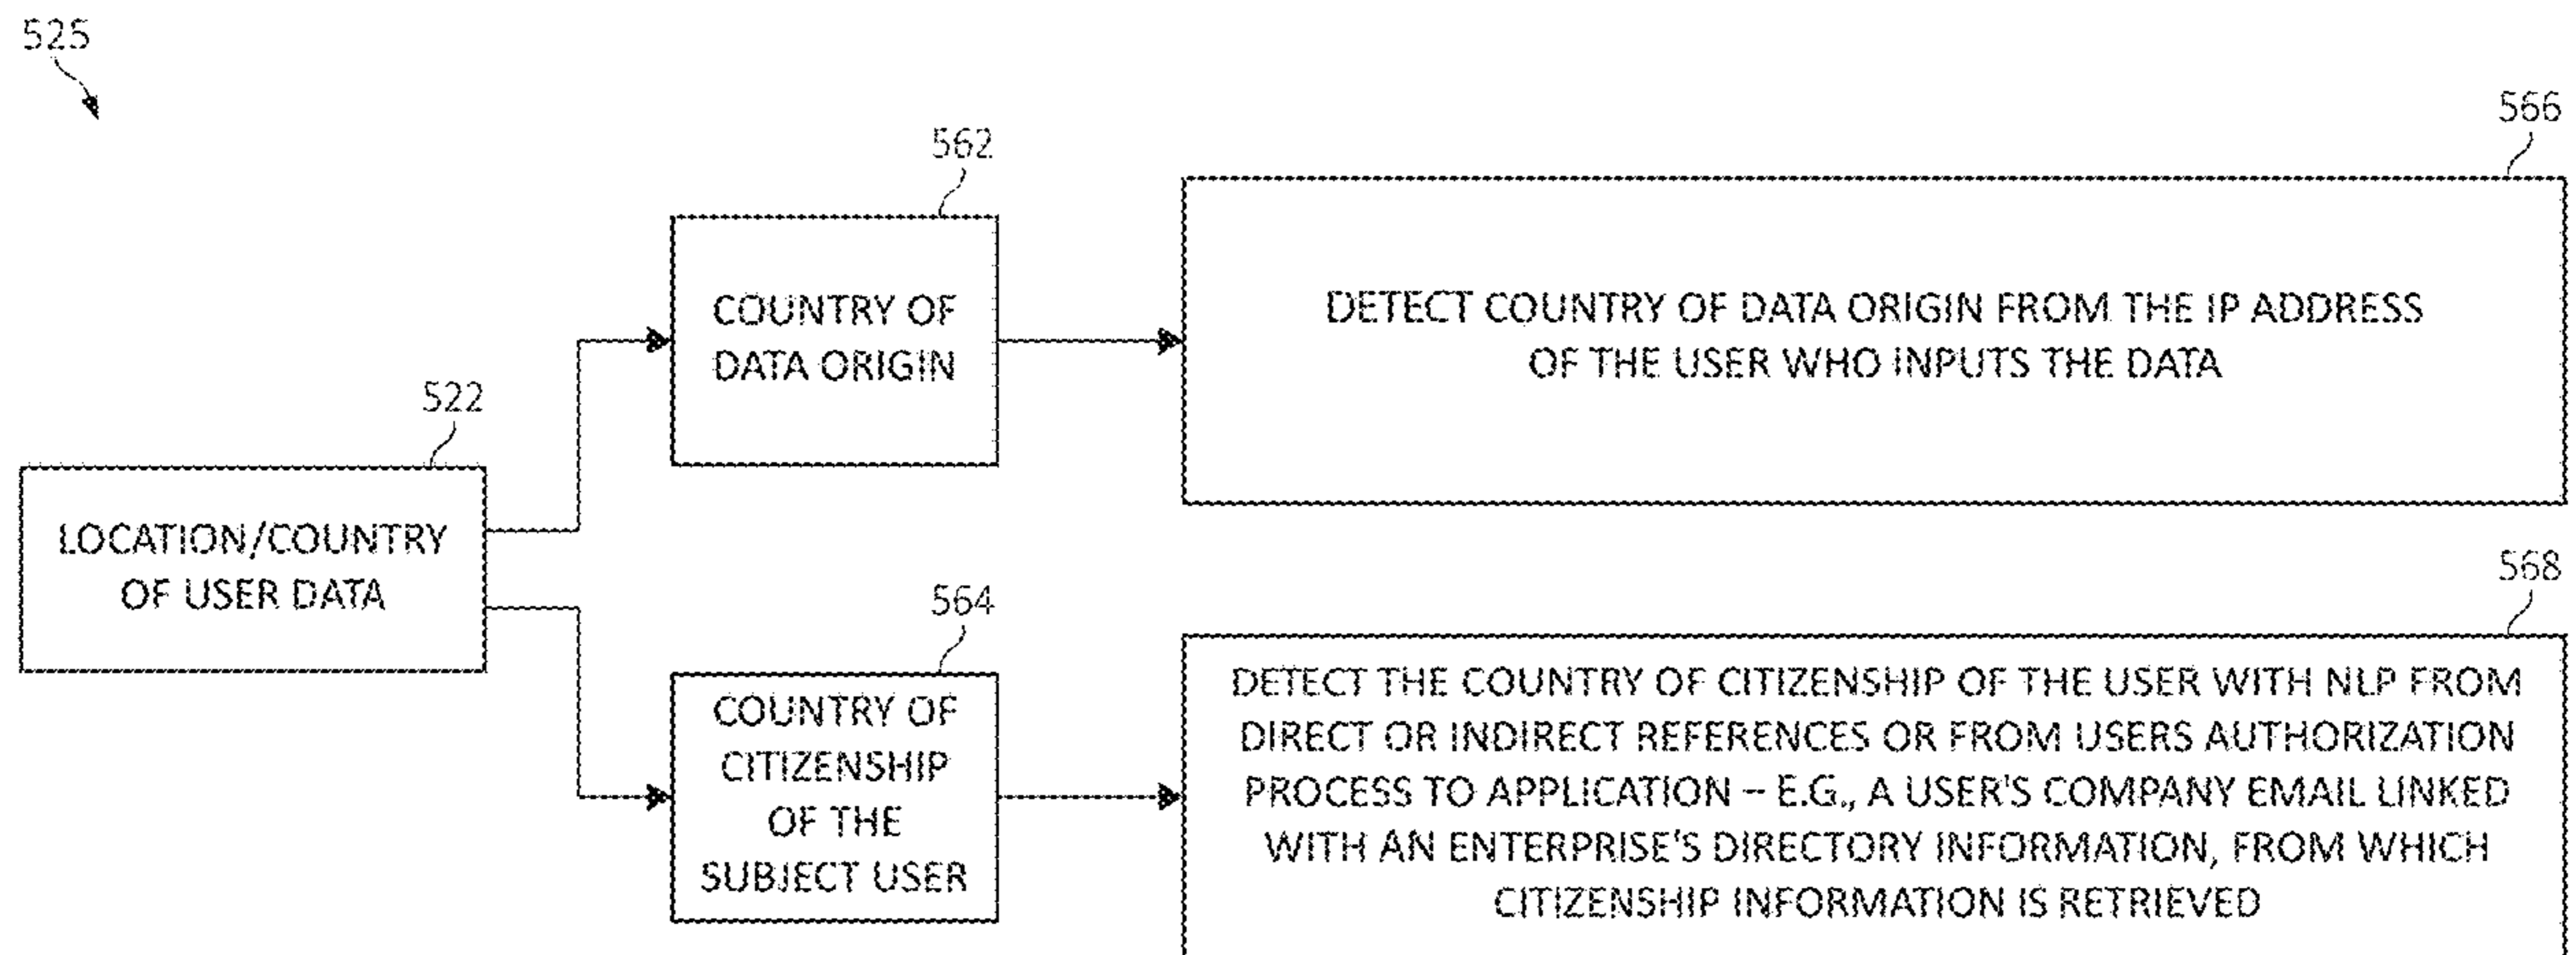 525
562
566
COUNTRY OF
DATA ORIGIN
DETECT COUNTRY OF DATA ORIGIN FROM THE IP ADDRESS
OF THE USER WHO INPUTS THE DATA
522
LOCATION/COUNTRY
OF USER DATA
564
568
COUNTRY OF
CITIZENSHIP
OF THE
SUBJECT USER
DETECT THE COUNTRY OF CITIZENSHIP OF THE USER WITH NLP FROM
DIRECT OR INDIRECT REFERENCES OR FROM USERS AUTHORIZATION
PROCESS TO APPLICATION – E.G., A USER'S COMPANY EMAIL LINKED
WITH AN ENTERPRISE'S DIRECTORY INFORMATION, FROM WHICH
CITIZENSHIP INFORMATION IS RETRIEVED